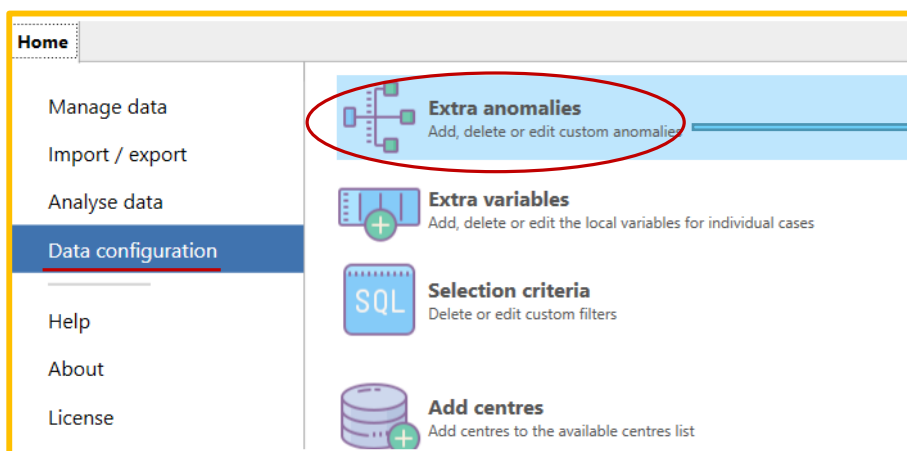 Home
Manage data
Import / export
Analyse data
Data configuration
Help
About
License
Extra anomalies
Add, delete or edit custom anomalies
Extra variables
Add, delete or edit the local variables for individual cases
SQL
Selection criteria
Delete or edit custom filters
Add centres
Add centres to the available centres list